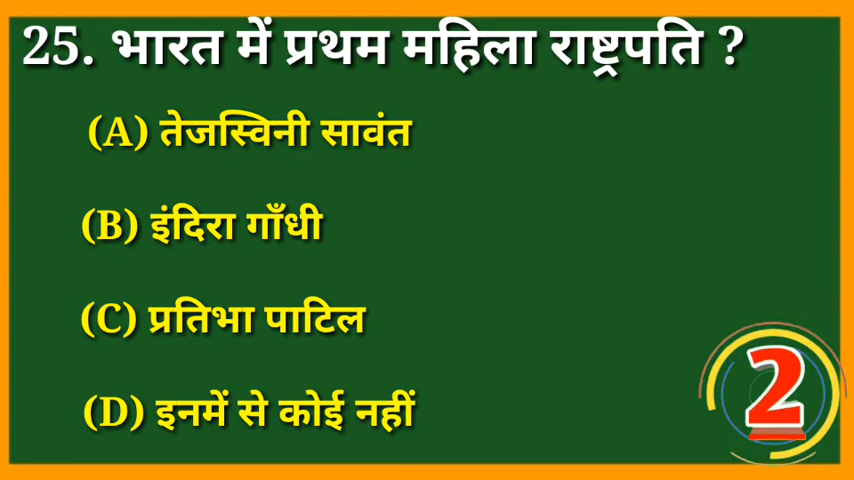 25. भारत में प्रथम महिला राष्ट्रपति ?
(A) तेजस्विनी सावंत
(B) इंदिरा गाँधी
(C) प्रतिभा पाटिल
(D) इनमें से कोई नहीं
2